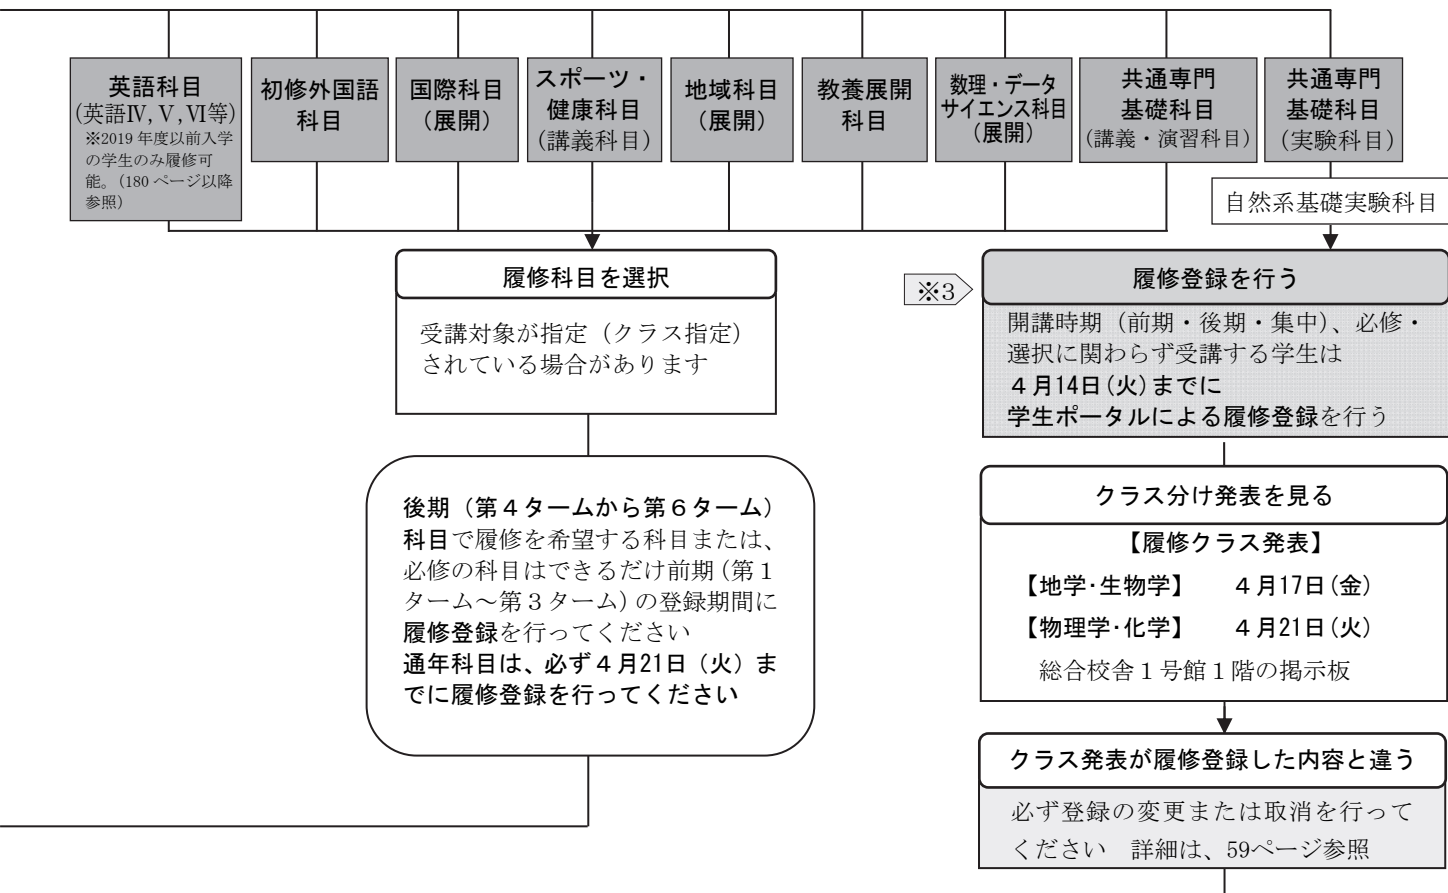 英語科目
(英語Ⅳ,Ⅴ,Ⅵ等)
※2019 年度以前入学
の学生のみ履修可
能。(180 ページ以降
参照)
初修外国語
科目
国際科目
(展開)
スポーツ・
健康科目
(講義科目)
地域科目
(展開)
教養展開
科目
数理・データ
サイエンス科目
(展開)
共通専門
基礎科目
(講義・演習科目)
共通専門
基礎科目
(実験科目)
自然系基礎実験科目
履修科目を選択
受講対象が指定（クラス指定）
されている場合があります
後期（第４タームから第６ターム）
科目で履修を希望する科目または、
必修の科目はできるだけ前期(第１
ターム～第３ターム)の登録期間に
履修登録を行ってください
通年科目は、必ず４月21日（火）ま
でに履修登録を行ってください
※3
履修登録を行う
開講時期（前期・後期・集中）、必修・
選択に関わらず受講する学生は
４月14日(火)までに
学生ポータルによる履修登録を行う
クラス分け発表を見る
【履修クラス発表】
【地学･生物学】　４月17日(金)
【物理学･化学】　４月21日(火)
総合校舎１号館１階の掲示板
クラス発表が履修登録した内容と違う
必ず登録の変更または取消を行って
ください　詳細は、59ページ参照